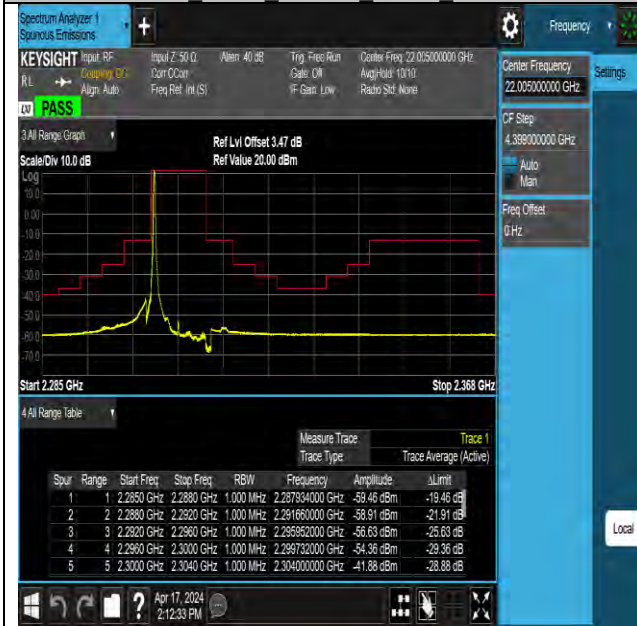 Spectrum Analyzer 1
Spurious Emissions
+
Frequency
KEYSIGHT Input: RF Input Z: 50 Ω Atten: 40 dB Trig: Free Run Center Freq: 22.005000000 GHz
RL Coupling: DC Corr CCorr Gate: Off Avg|Hold: 10/10
Align: Auto Freq Ref: Int (S) IF Gain: Low Radio Std: None
LXI PASS
Center Frequency
22.005000000 GHz
Settings
CF Step
4.399000000 GHz
Auto
Man
Freq Offset
0 Hz
3 All Range Graph
Ref Lvl Offset 3.47 dB
Scale/Div 10.0 dB Ref Value 20.00 dBm
Log
10.0
0.00
-10.0
-20.0
-30.0
-40.0
-50.0
-60.0
-70.0
Start 2.285 GHz Stop 2.368 GHz
4 All Range Table
Measure Trace Trace 1
Trace Type Trace Average (Active)
Spur Range Start Freq Stop Freq RBW Frequency Amplitude ΔLimit
1 1 2.2850 GHz 2.2880 GHz 1.000 MHz 2.287934000 GHz -59.46 dBm -19.46 dB
2 2 2.2880 GHz 2.2920 GHz 1.000 MHz 2.291660000 GHz -58.91 dBm -21.91 dB
3 3 2.2920 GHz 2.2960 GHz 1.000 MHz 2.295952000 GHz -56.63 dBm -25.63 dB
4 4 2.2960 GHz 2.3000 GHz 1.000 MHz 2.299732000 GHz -54.36 dBm -29.36 dB
5 5 2.3000 GHz 2.3040 GHz 1.000 MHz 2.304000000 GHz -41.88 dBm -28.88 dB
Local
? Apr 17, 2024
2:12:33 PM